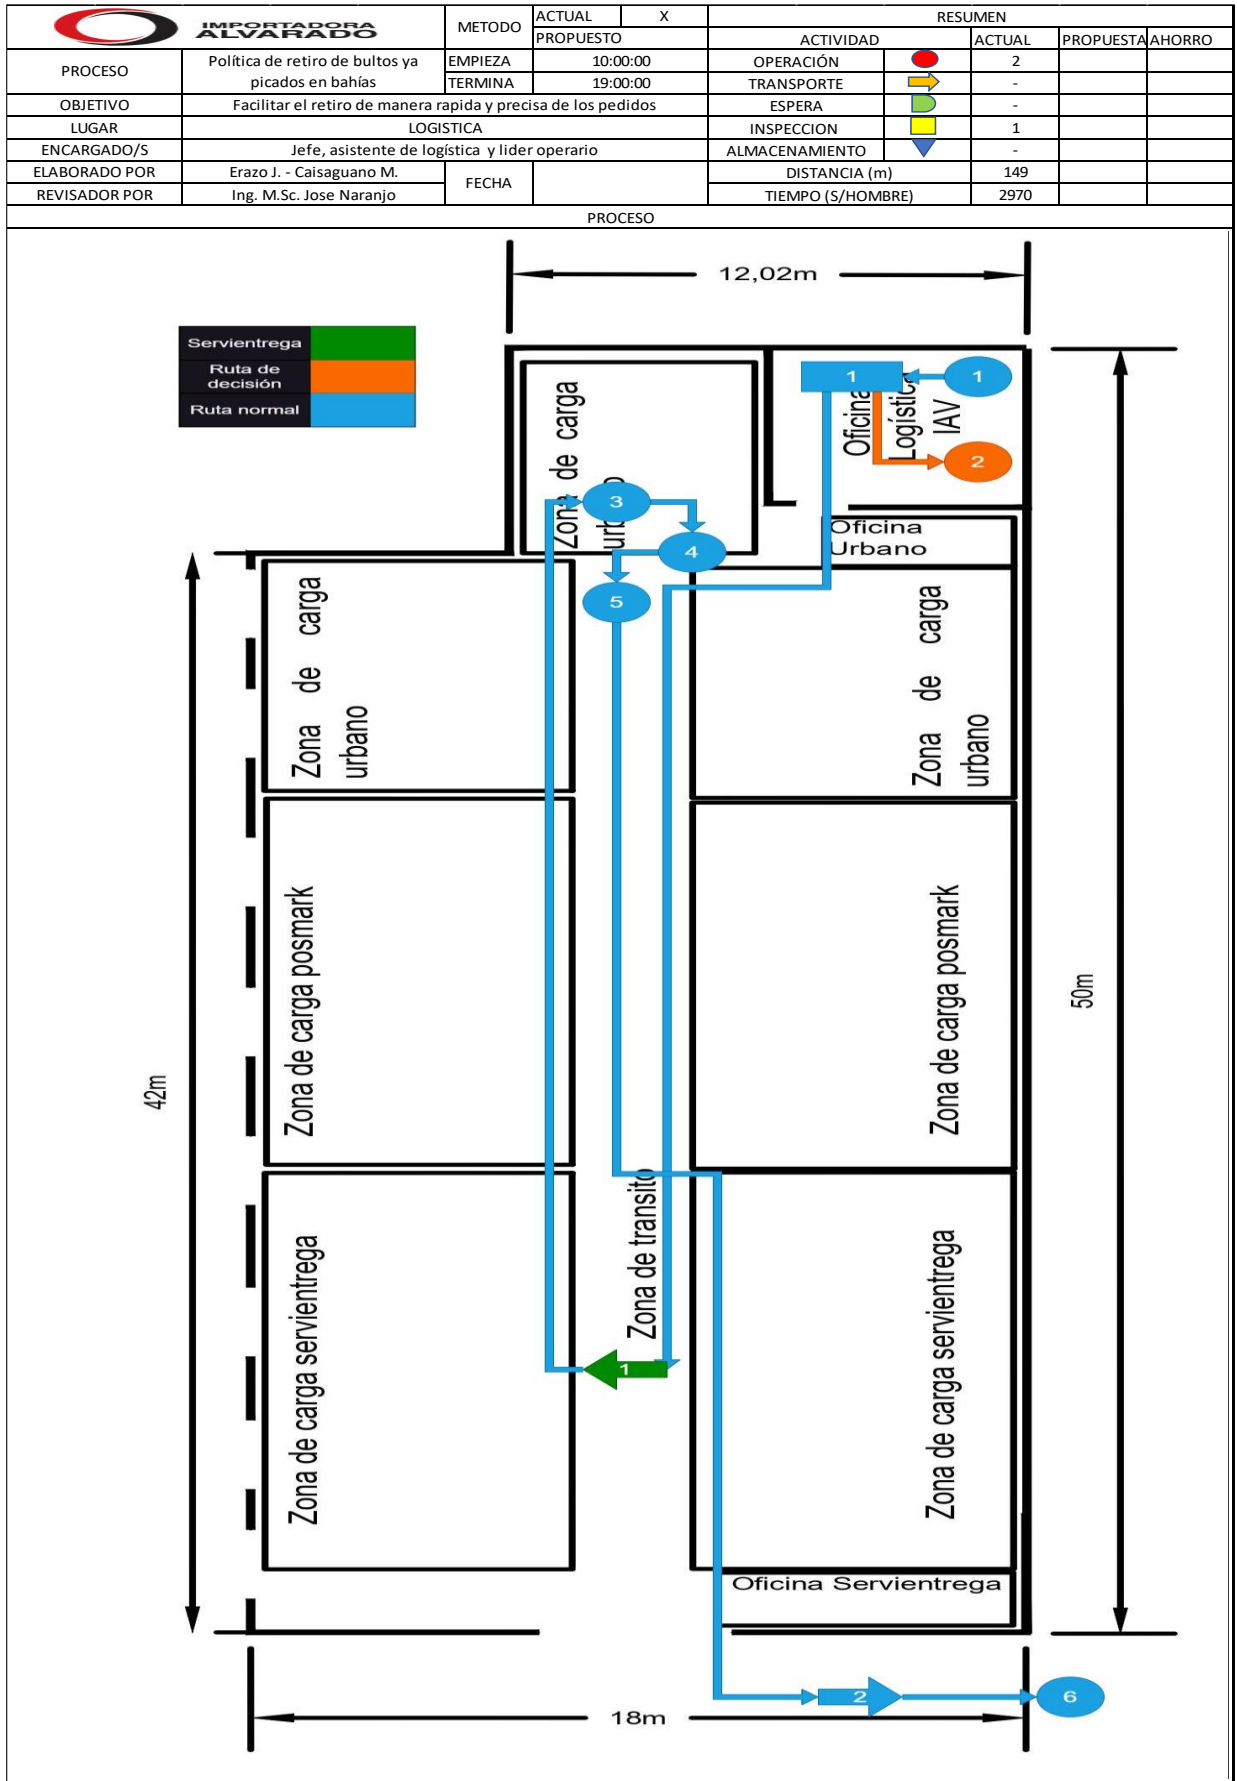 IMPORTADORA
ALVARADO
METODO
ACTUAL X
PROPUESTO
RESUMEN
ACTIVIDAD ACTUAL PROPUESTA AHORRO
PROCESO
Política de retiro de bultos ya
picados en bahías
EMPIEZA 10:00:00
TERMINA 19:00:00
OPERACIÓN 2
TRANSPORTE -
OBJETIVO Facilitar el retiro de manera rapida y precisa de los pedidos
ESPERA -
LUGAR LOGISTICA
INSPECCION 1
ENCARGADO/S Jefe, asistente de logística y lider operario
ALMACENAMIENTO -
ELABORADO POR Erazo J. - Caisaguano M.
FECHA
DISTANCIA (m) 149
REVISADOR POR Ing. M.Sc. Jose Naranjo
TIEMPO (S/HOMBRE) 2970
PROCESO
12,02m
Servientrega
Ruta de
decisión
Ruta normal
Zona de carga
urbano
1
1
Oficina
Logística
IAV
2
3
4
5
Oficina
Urbano
Zona de carga
urbano
Zona de carga
urbano
Zona de carga posmark
Zona de carga posmark
50m
42m
Zona de transito
Zona de carga servientrega
Zona de carga servientrega
1
Oficina Servientrega
2
6
18m